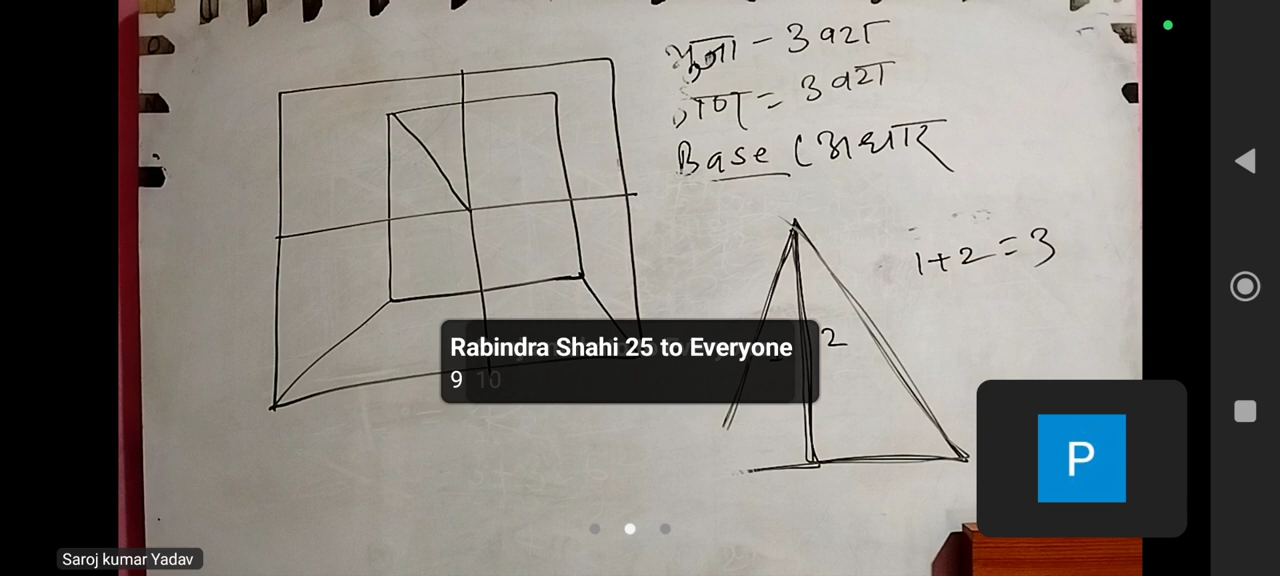 भुजा - 3 वटा
कोण = 3 वटा
Base (आधार
1+2=3
2
Rabindra Shahi 25 to Everyone
9 10
P
Saroj kumar Yadav